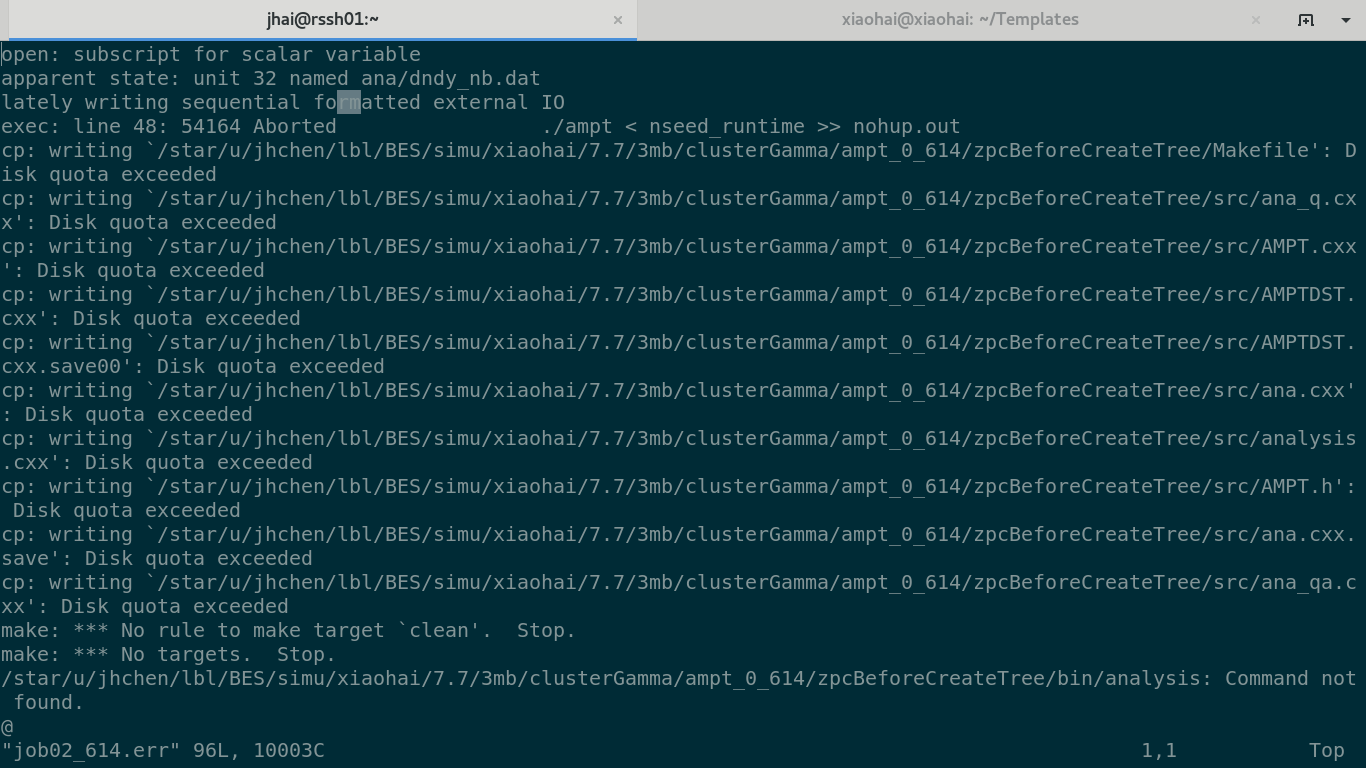 jhai@rssh01:~
xiaohai@xiaohai: ~/Templates
open: subscript for scalar variable
apparent state: unit 32 named ana/dndy_nb.dat
lately writing sequential formatted external IO
exec: line 48: 54164 Aborted                 ./ampt < nseed_runtime >> nohup.out
cp: writing `/star/u/jhchen/lbl/BES/simu/xiaohai/7.7/3mb/clusterGamma/ampt_0_614/zpcBeforeCreateTree/Makefile': D
isk quota exceeded
cp: writing `/star/u/jhchen/lbl/BES/simu/xiaohai/7.7/3mb/clusterGamma/ampt_0_614/zpcBeforeCreateTree/src/ana_q.cx
x': Disk quota exceeded
cp: writing `/star/u/jhchen/lbl/BES/simu/xiaohai/7.7/3mb/clusterGamma/ampt_0_614/zpcBeforeCreateTree/src/AMPT.cxx
': Disk quota exceeded
cp: writing `/star/u/jhchen/lbl/BES/simu/xiaohai/7.7/3mb/clusterGamma/ampt_0_614/zpcBeforeCreateTree/src/AMPTDST.
cxx': Disk quota exceeded
cp: writing `/star/u/jhchen/lbl/BES/simu/xiaohai/7.7/3mb/clusterGamma/ampt_0_614/zpcBeforeCreateTree/src/AMPTDST.
cxx.save00': Disk quota exceeded
cp: writing `/star/u/jhchen/lbl/BES/simu/xiaohai/7.7/3mb/clusterGamma/ampt_0_614/zpcBeforeCreateTree/src/ana.cxx'
: Disk quota exceeded
cp: writing `/star/u/jhchen/lbl/BES/simu/xiaohai/7.7/3mb/clusterGamma/ampt_0_614/zpcBeforeCreateTree/src/analysis
.cxx': Disk quota exceeded
cp: writing `/star/u/jhchen/lbl/BES/simu/xiaohai/7.7/3mb/clusterGamma/ampt_0_614/zpcBeforeCreateTree/src/AMPT.h':
 Disk quota exceeded
cp: writing `/star/u/jhchen/lbl/BES/simu/xiaohai/7.7/3mb/clusterGamma/ampt_0_614/zpcBeforeCreateTree/src/ana.cxx.
save': Disk quota exceeded
cp: writing `/star/u/jhchen/lbl/BES/simu/xiaohai/7.7/3mb/clusterGamma/ampt_0_614/zpcBeforeCreateTree/src/ana_qa.c
xx': Disk quota exceeded
make: *** No rule to make target `clean'.  Stop.
make: *** No targets.  Stop.
/star/u/jhchen/lbl/BES/simu/xiaohai/7.7/3mb/clusterGamma/ampt_0_614/zpcBeforeCreateTree/bin/analysis: Command not
 found.
@
"job02_614.err" 96L, 10003C                                                                    1,1           Top